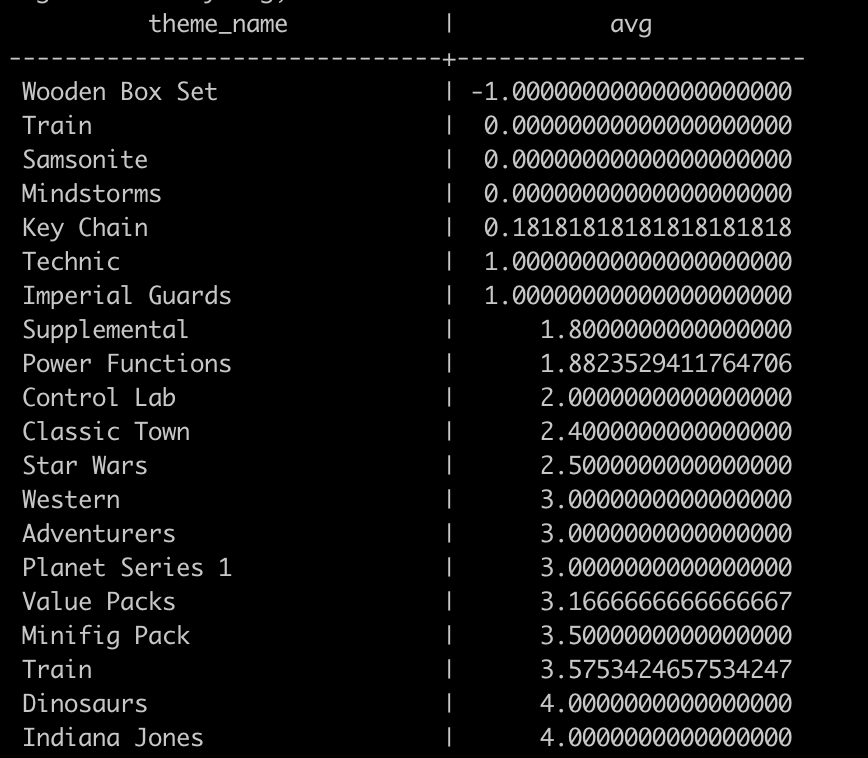 theme_name | avg
------------------------------+-------------------------
Wooden Box Set | -1.00000000000000000000
Train | 0.00000000000000000000
Samsonite | 0.00000000000000000000
Mindstorms | 0.00000000000000000000
Key Chain | 0.18181818181818181818
Technic | 1.00000000000000000000
Imperial Guards | 1.00000000000000000000
Supplemental | 1.8000000000000000
Power Functions | 1.8823529411764706
Control Lab | 2.0000000000000000
Classic Town | 2.4000000000000000
Star Wars | 2.5000000000000000
Western | 3.0000000000000000
Adventurers | 3.0000000000000000
Planet Series 1 | 3.0000000000000000
Value Packs | 3.1666666666666667
Minifig Pack | 3.5000000000000000
Train | 3.5753424657534247
Dinosaurs | 4.0000000000000000
Indiana Jones | 4.0000000000000000